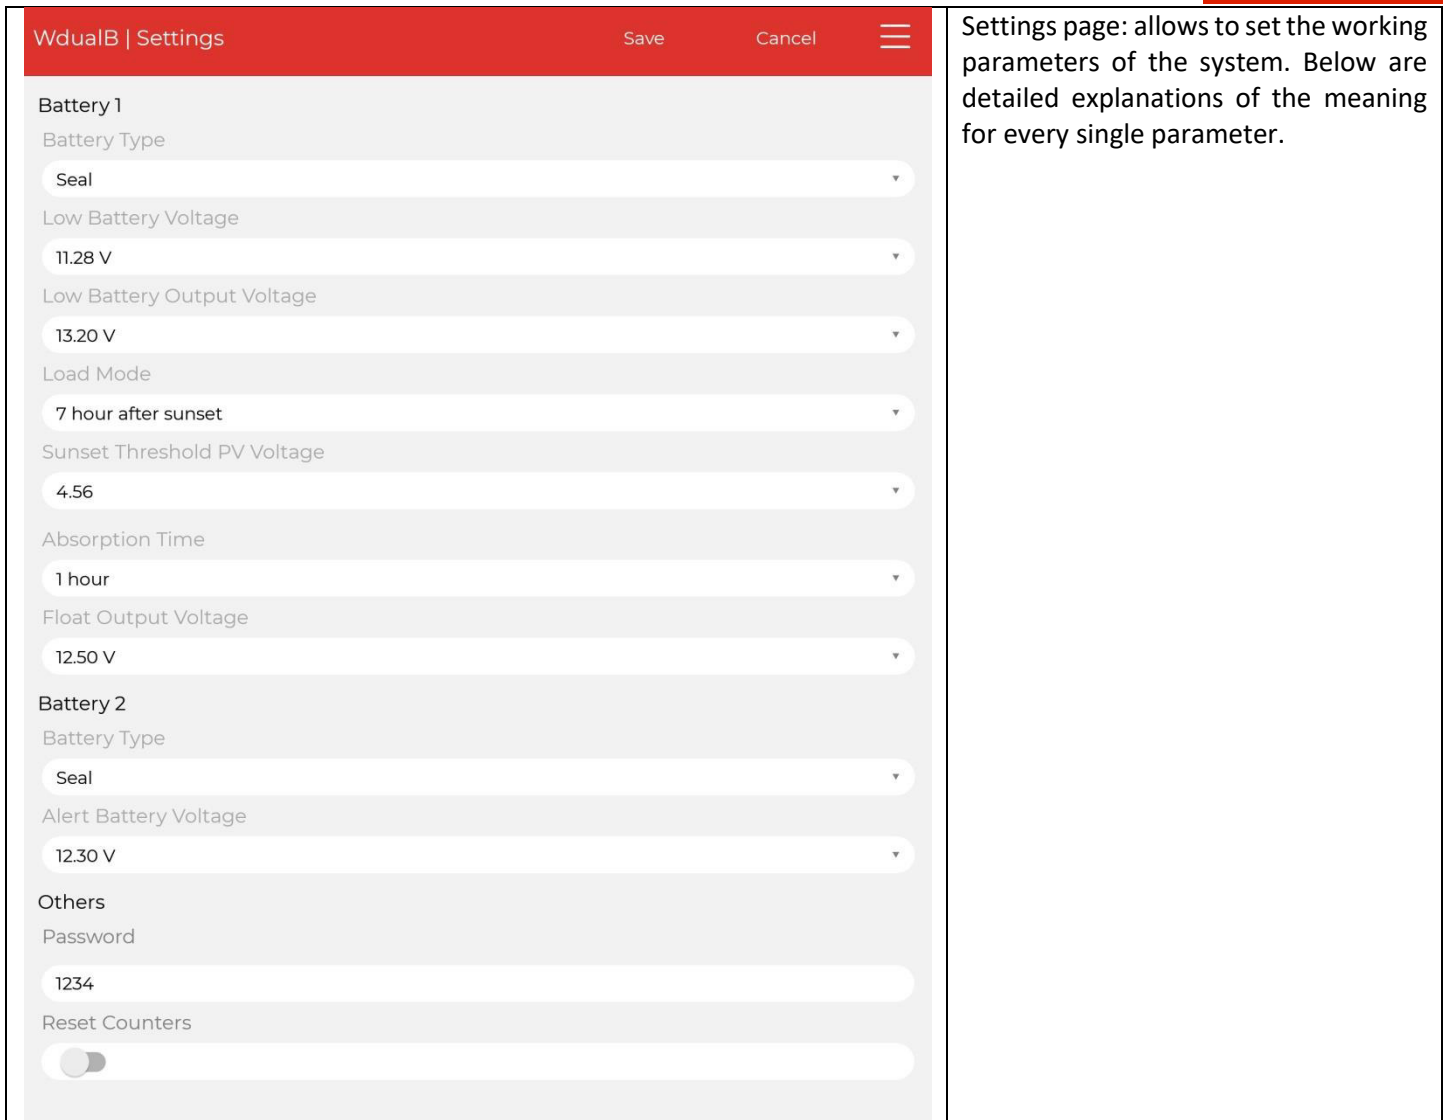 WdualB | Settings
Save
Cancel
Battery 1
Battery Type
Seal
Low Battery Voltage
11.28 V
Low Battery Output Voltage
13.20 V
Load Mode
7 hour after sunset
Sunset Threshold PV Voltage
4.56
Absorption Time
1 hour
Float Output Voltage
12.50 V
Battery 2
Battery Type
Seal
Alert Battery Voltage
12.30 V
Others
Password
1234
Reset Counters
Settings page: allows to set the working
parameters of the system. Below are
detailed explanations of the meaning
for every single parameter.